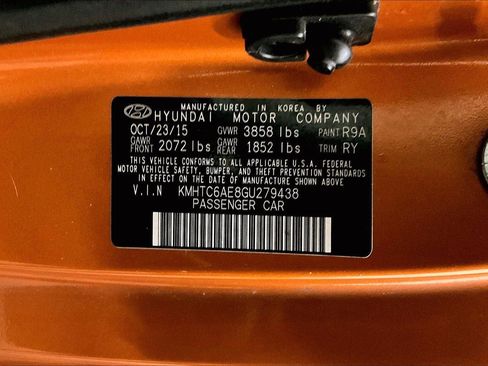 MANUFACTURED IN KOREA BY
HYUNDAI MOTOR COMPANY
OCT/23/15 GVWR 3858 lbs PAINT R9A
GAWR FRONT 2072 lbs GAWR REAR 1852 lbs TRIM RY
THIS VEHICLE CONFORMS TO ALL APPLICABLE U.S.A. FEDERAL
MOTOR VEHICLE SAFETY, BUMPER, AND THEFT PREVENTION
STANDARDS IN EFFECT ON THE DATE OF MANUFACTURE SHOWN ABOVE.
V.I.N KMHTC6AE8GU279438
PASSENGER CAR